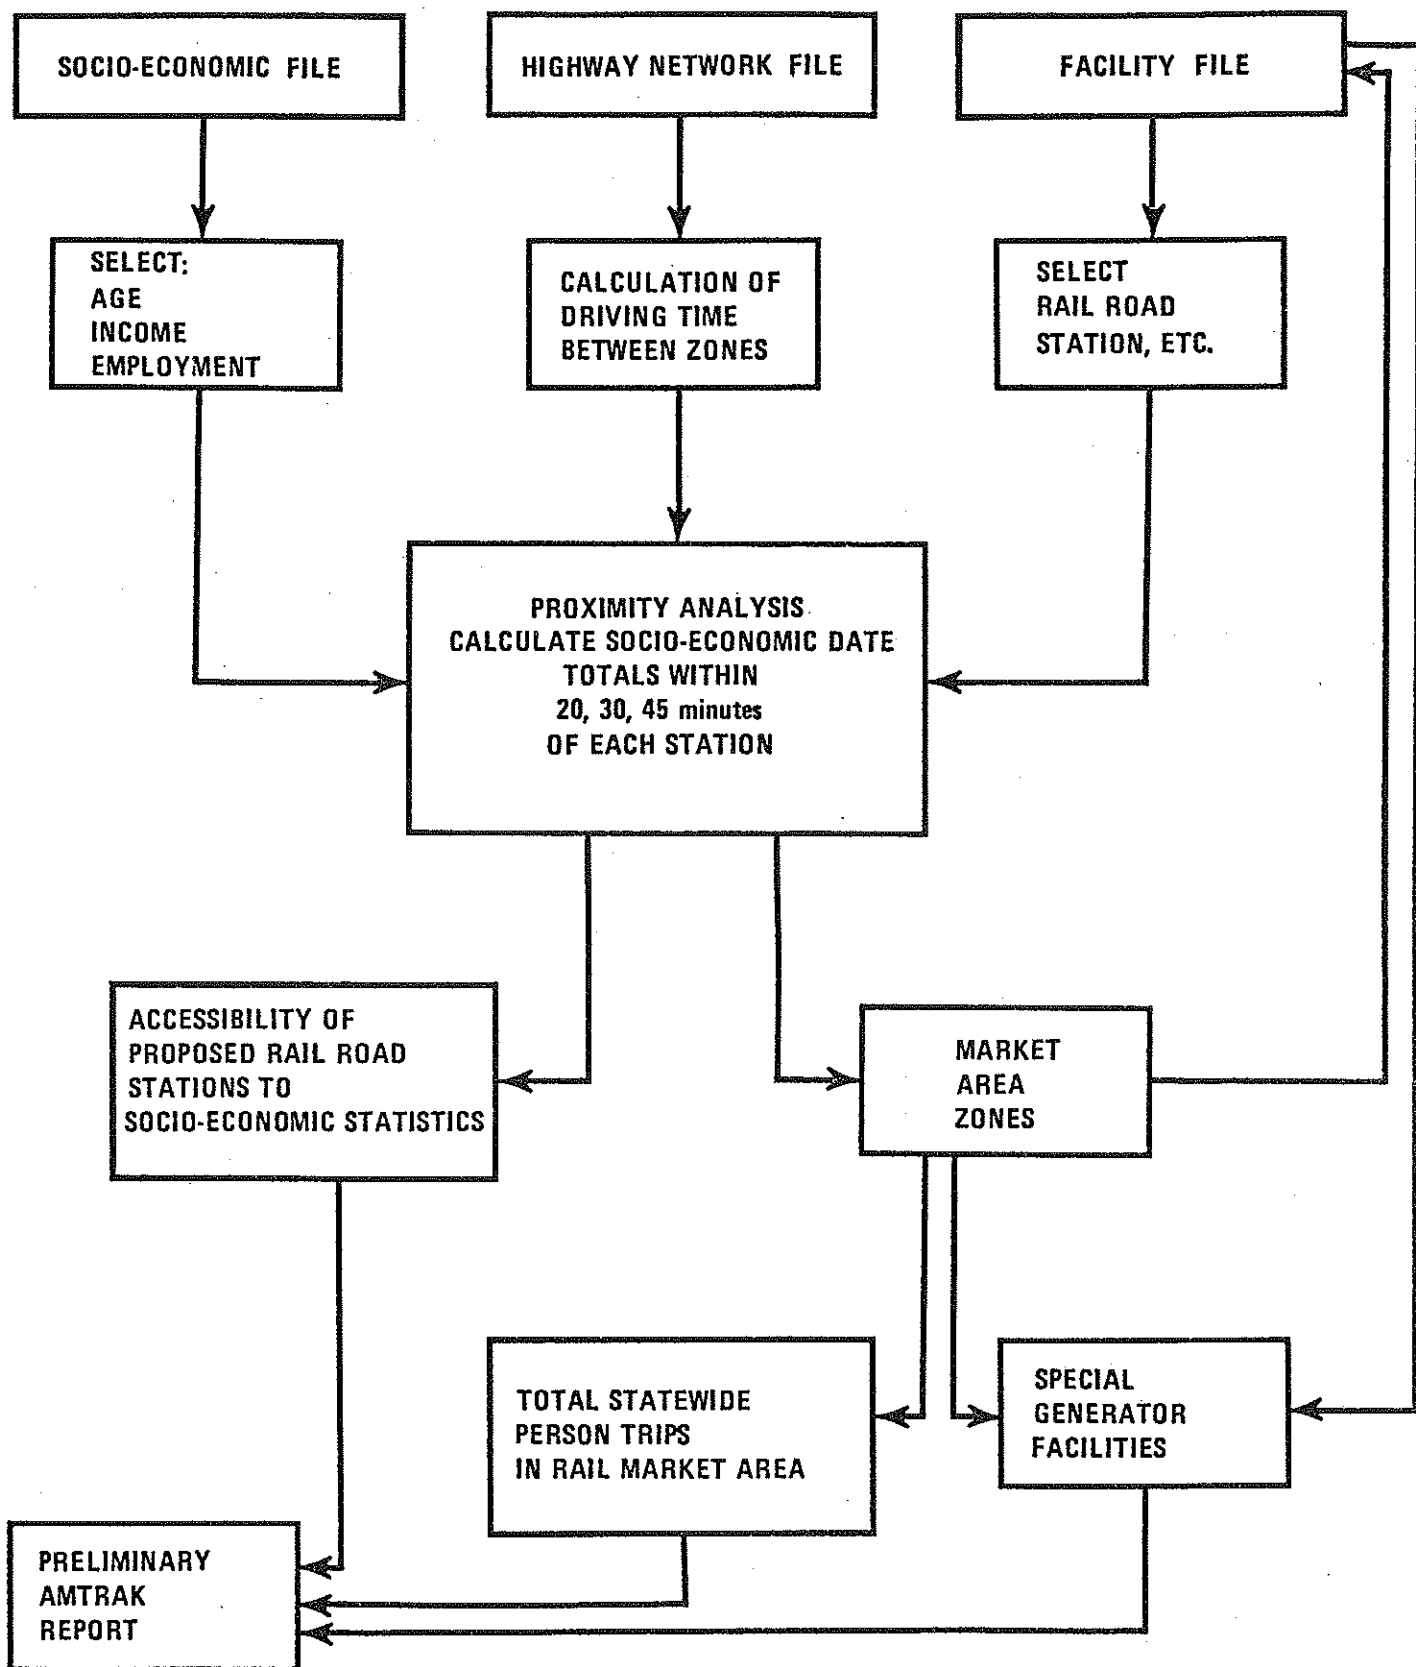 SOCIO-ECONOMIC FILE
HIGHWAY NETWORK FILE
FACILITY FILE
SELECT:
AGE
INCOME
EMPLOYMENT
CALCULATION OF
DRIVING TIME
BETWEEN ZONES
SELECT
RAIL ROAD
STATION, ETC.
PROXIMITY ANALYSIS
CALCULATE SOCIO-ECONOMIC DATE
TOTALS WITHIN
20, 30, 45 minutes
OF EACH STATION
ACCESSIBILITY OF
PROPOSED RAIL ROAD
STATIONS TO
SOCIO-ECONOMIC STATISTICS
MARKET
AREA
ZONES
TOTAL STATEWIDE
PERSON TRIPS
IN RAIL MARKET AREA
SPECIAL
GENERATOR
FACILITIES
PRELIMINARY
AMTRAK
REPORT